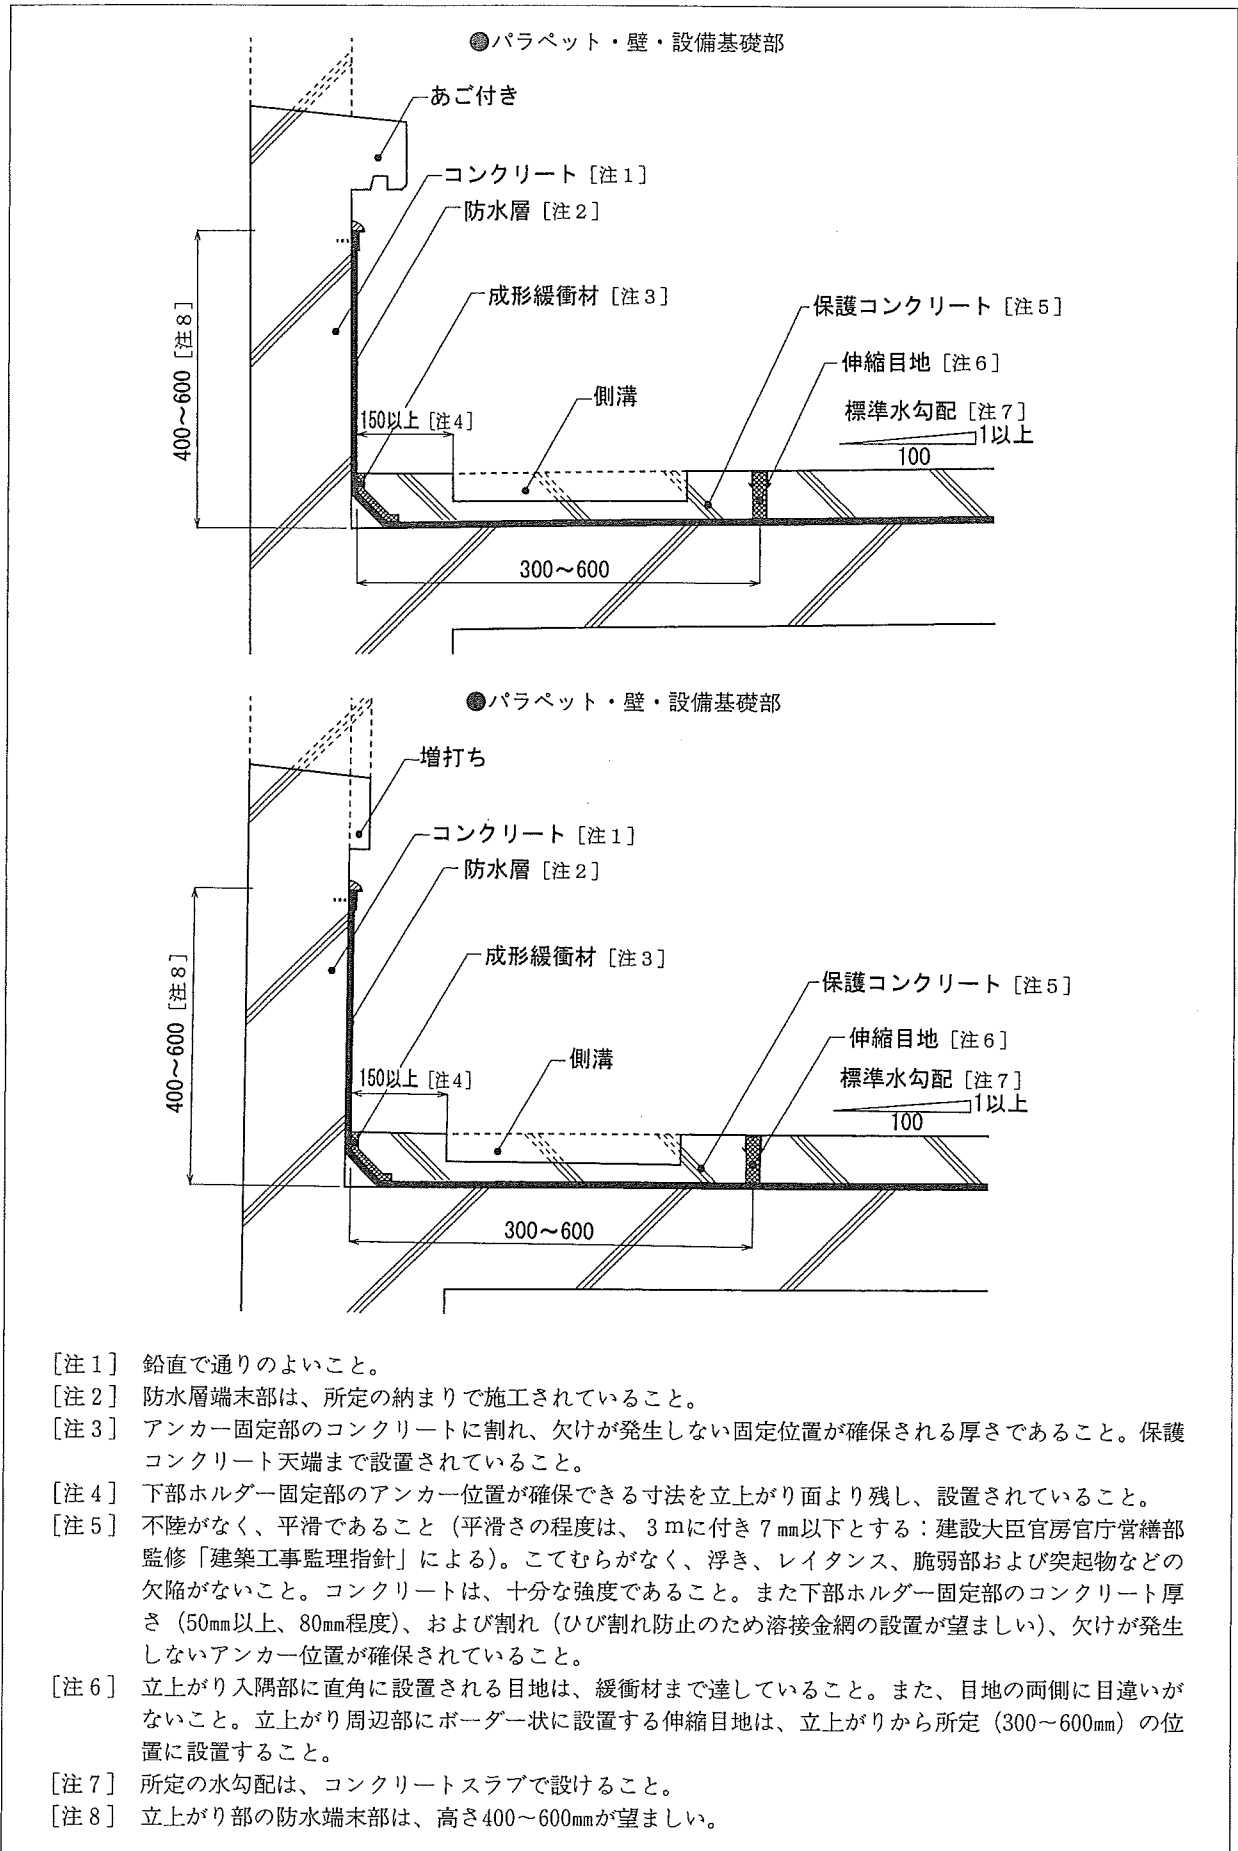 ●パラペット・壁・設備基礎部
あご付き
コンクリート［注１］
防水層［注２］
成形緩衝材［注３］
保護コンクリート［注５］
伸縮目地［注６］
標準水勾配［注７］
1以上
100
側溝
150以上［注４］
400～600［注８］
300～600
●パラペット・壁・設備基礎部
増打ち
コンクリート［注１］
防水層［注２］
成形緩衝材［注３］
保護コンクリート［注５］
伸縮目地［注６］
標準水勾配［注７］
1以上
100
側溝
150以上［注４］
400～600［注８］
300～600
［注１］ 鉛直で通りのよいこと。
［注２］ 防水層端末部は、所定の納まりで施工されていること。
［注３］ アンカー固定部のコンクリートに割れ、欠けが発生しない固定位置が確保される厚さであること。保護
コンクリート天端まで設置されていること。
［注４］ 下部ホルダー固定部のアンカー位置が確保できる寸法を立上がり面より残し、設置されていること。
［注５］ 不陸がなく、平滑であること（平滑さの程度は、３ｍに付き７㎜以下とする：建設大臣官房官庁営繕部
監修「建築工事監理指針」による）。こてむらがなく、浮き、レイタンス、脆弱部および突起物などの
欠陥がないこと。コンクリートは、十分な強度であること。また下部ホルダー固定部のコンクリート厚
さ（50㎜以上、80㎜程度）、および割れ（ひび割れ防止のため溶接金網の設置が望ましい）、欠けが発生
しないアンカー位置が確保されていること。
［注６］ 立上がり入隅部に直角に設置される目地は、緩衝材まで達していること。また、目地の両側に目違いが
ないこと。立上がり周辺部にボーダー状に設置する伸縮目地は、立上がりから所定（300～600㎜）の位
置に設置すること。
［注７］ 所定の水勾配は、コンクリートスラブで設けること。
［注８］ 立上がり部の防水端末部は、高さ400～600㎜が望ましい。